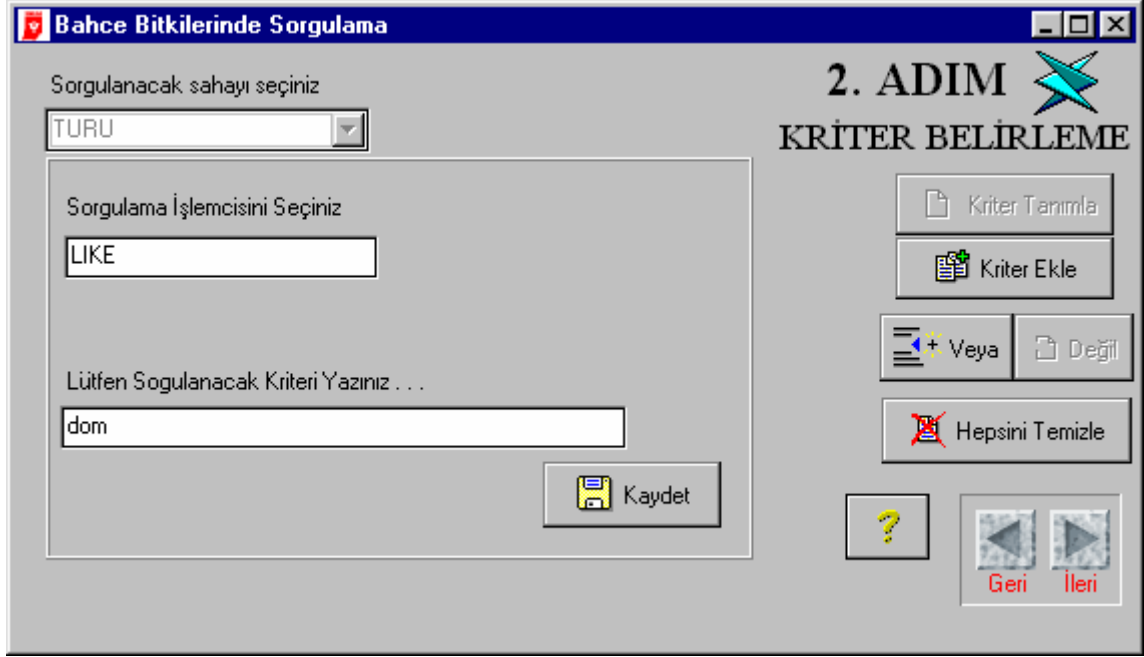 Bahce Bitkilerinde Sorgulama
Sorgulanacak sahayı seçiniz
TURU
2. ADIM
KRİTER BELİRLEME
Sorgulama İşlemcisini Seçiniz
LIKE
Kriter Tanımla
Kriter Ekle
Veya
Değil
Lütfen Sogulanacak Kriteri Yazınız . . .
dom
Hepsini Temizle
Kaydet
?
Geri
İleri